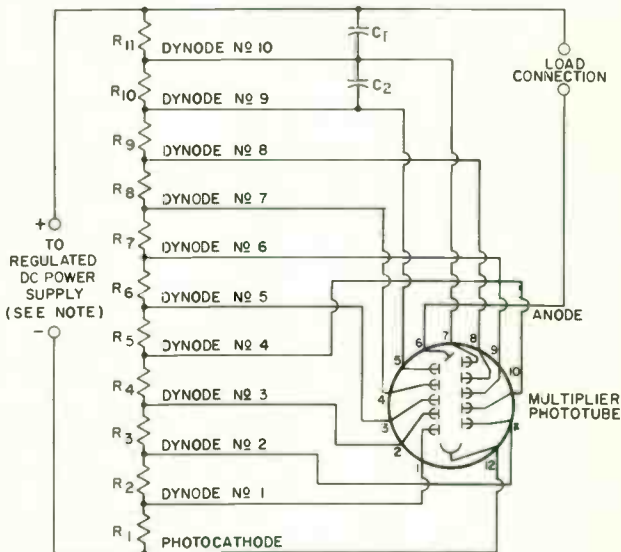 R11
DYNODE № 10
C1
R10
C2
LOAD
CONNECTION
DYNODE № 9
R9
DYNODE № 8
R8
DYNODE № 7
+
TO
REGULATED
DC POWER
SUPPLY
(SEE NOTE)
-
R7
DYNODE № 6
R6
DYNODE № 5
R5
DYNODE № 4
ANODE
R4
DYNODE № 3
R3
DYNODE № 2
R2
DYNODE № 1
R1
PHOTOCATHODE
6
7
8
9
10
5
4
3
2
1
12
MULTIPLIER
PHOTOTUBE